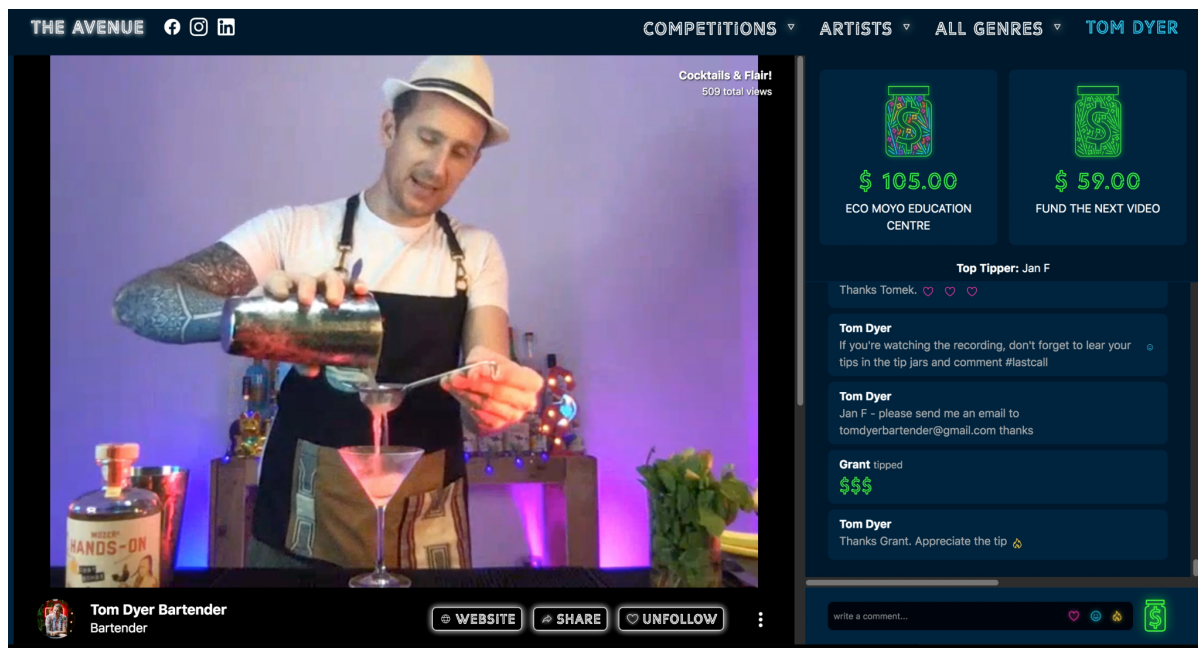 THE AVENUE
COMPETITIONS ▿ ARTISTS ▿ ALL GENRES ▿ TOM DYER
Cocktails & Flair!
509 total views
HANDS-ON
Tom Dyer Bartender
Bartender
WEBSITE SHARE UNFOLLOW
$ 105.00
ECO MOYO EDUCATION
CENTRE
$ 59.00
FUND THE NEXT VIDEO
Top Tipper: Jan F
Thanks Tomek.
Tom Dyer
If you're watching the recording, don't forget to lear your
tips in the tip jars and comment #lastcall
Tom Dyer
Jan F - please send me an email to
tomdyerbartender@gmail.com thanks
Grant tipped
$$$
Tom Dyer
Thanks Grant. Appreciate the tip
write a comment...